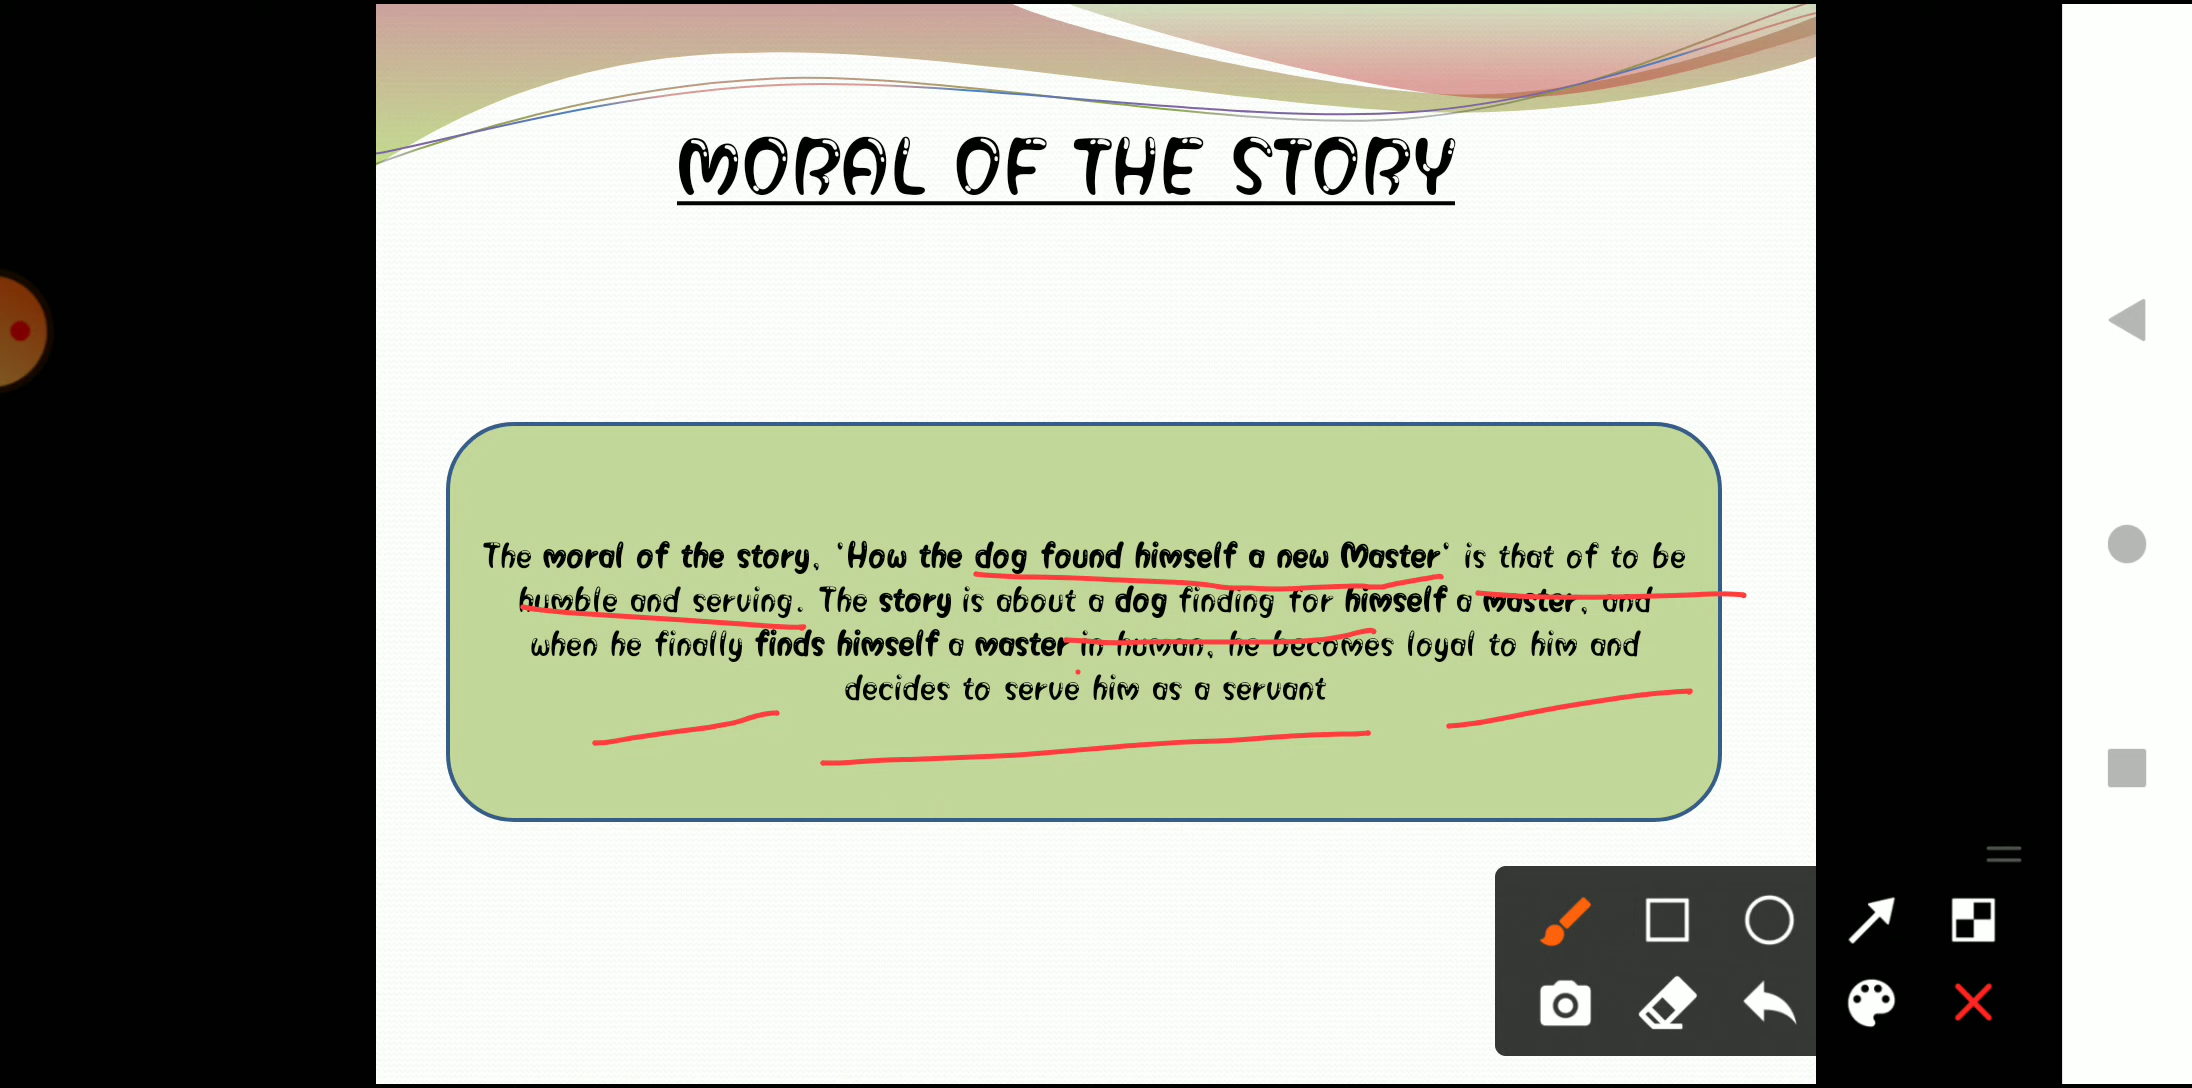 MORAL OF THE STORY
The moral of the story, 'How the dog found himself a new Master' is that of to be
humble and serving. The story is about a dog finding for himself a master, and
when he finally finds himself a master in human, he becomes loyal to him and
decides to serve him as a servant